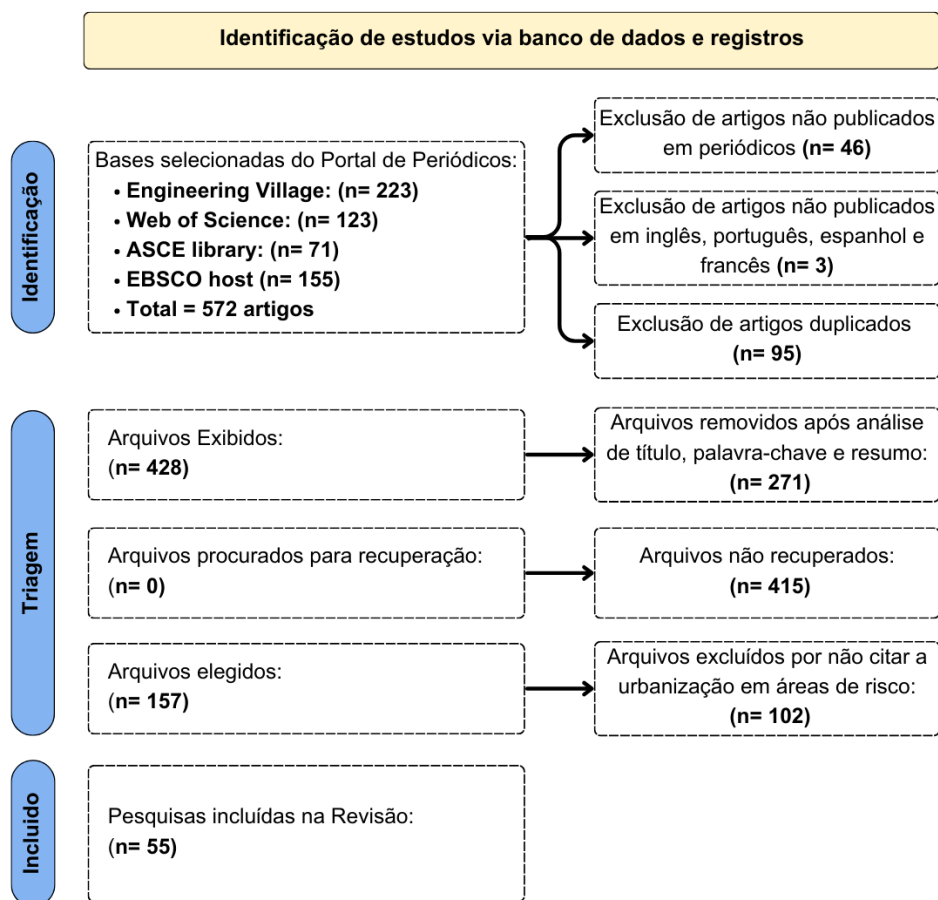 Identificação de estudos via banco de dados e registros
Identificação
Bases selecionadas do Portal de Periódicos:
• Engineering Village: (n= 223)
• Web of Science: (n= 123)
• ASCE library: (n= 71)
• EBSCO host (n= 155)
• Total = 572 artigos
Exclusão de artigos não publicados
em periódicos (n= 46)
Exclusão de artigos não publicados
em inglês, português, espanhol e
francês (n= 3)
Exclusão de artigos duplicados
(n= 95)
Triagem
Arquivos Exibidos:
(n= 428)
Arquivos removidos após análise
de título, palavra-chave e resumo:
(n= 271)
Arquivos procurados para recuperação:
(n= 0)
Arquivos não recuperados:
(n= 415)
Arquivos elegidos:
(n= 157)
Arquivos excluídos por não citar a
urbanização em áreas de risco:
(n= 102)
Incluido
Pesquisas incluídas na Revisão:
(n= 55)